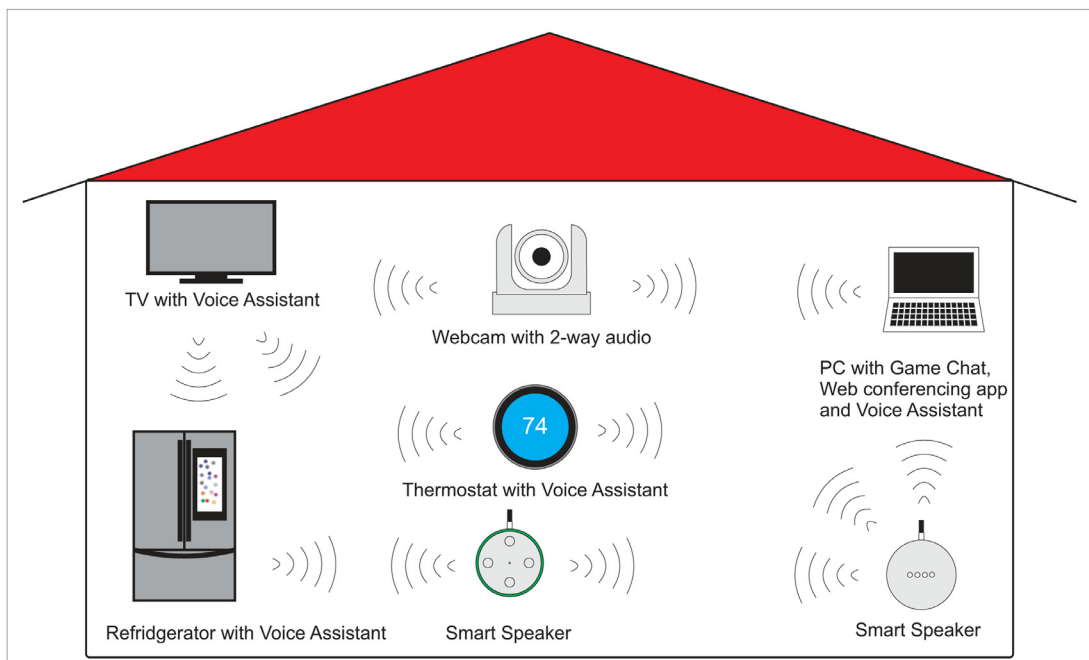 TV with Voice Assistant
Webcam with 2-way audio
PC with Game Chat,
Web conferencing app
and Voice Assistant
74
Thermostat with Voice Assistant
Refridgerator with Voice Assistant
Smart Speaker
Smart Speaker